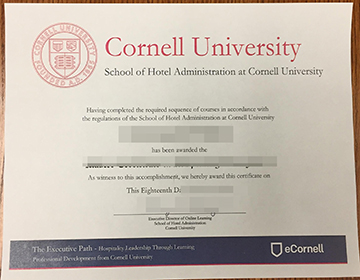 CORNELL UNIVERSITY
FOUNDED A.D. 1865
Cornell University
School of Hotel Administration at Cornell University
Having completed the required sequence of courses in accordance with
the regulations of the School of Hotel Administration at Cornell University
has been awarded the
As witness to this accomplishment, we hereby award this certificate on
This Eighteenth
Executive Director of Online Learning
School of Hotel Administration
Cornell University
The Executive Path - Hospitality Leadership Through Learning
Professional Development from Cornell University
eCornell